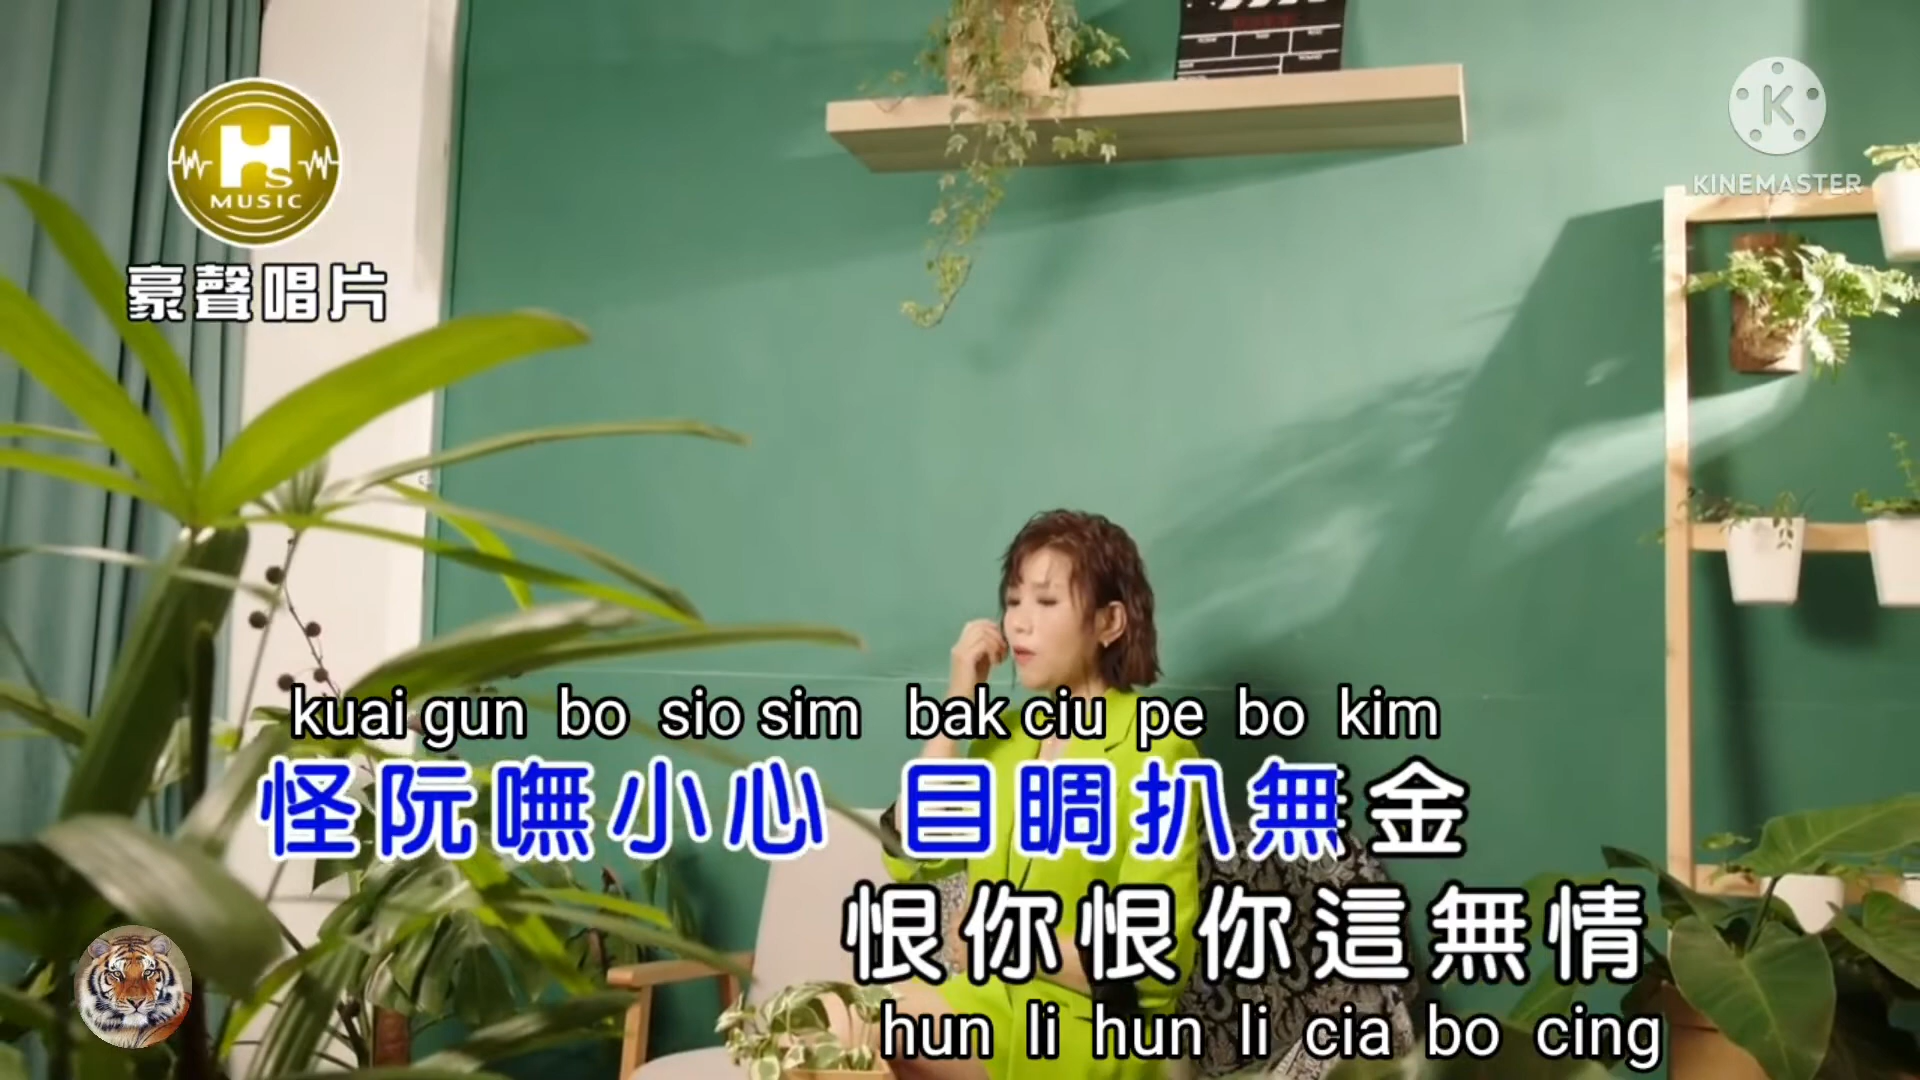 HS
MUSIC
豪聲唱片
K
KINEMASTER
kuai gun bo sio sim bak ciu pe bo kim
怪阮嘸小心 目睭扒無金
恨你恨你這無情
hun li hun li cia bo cing